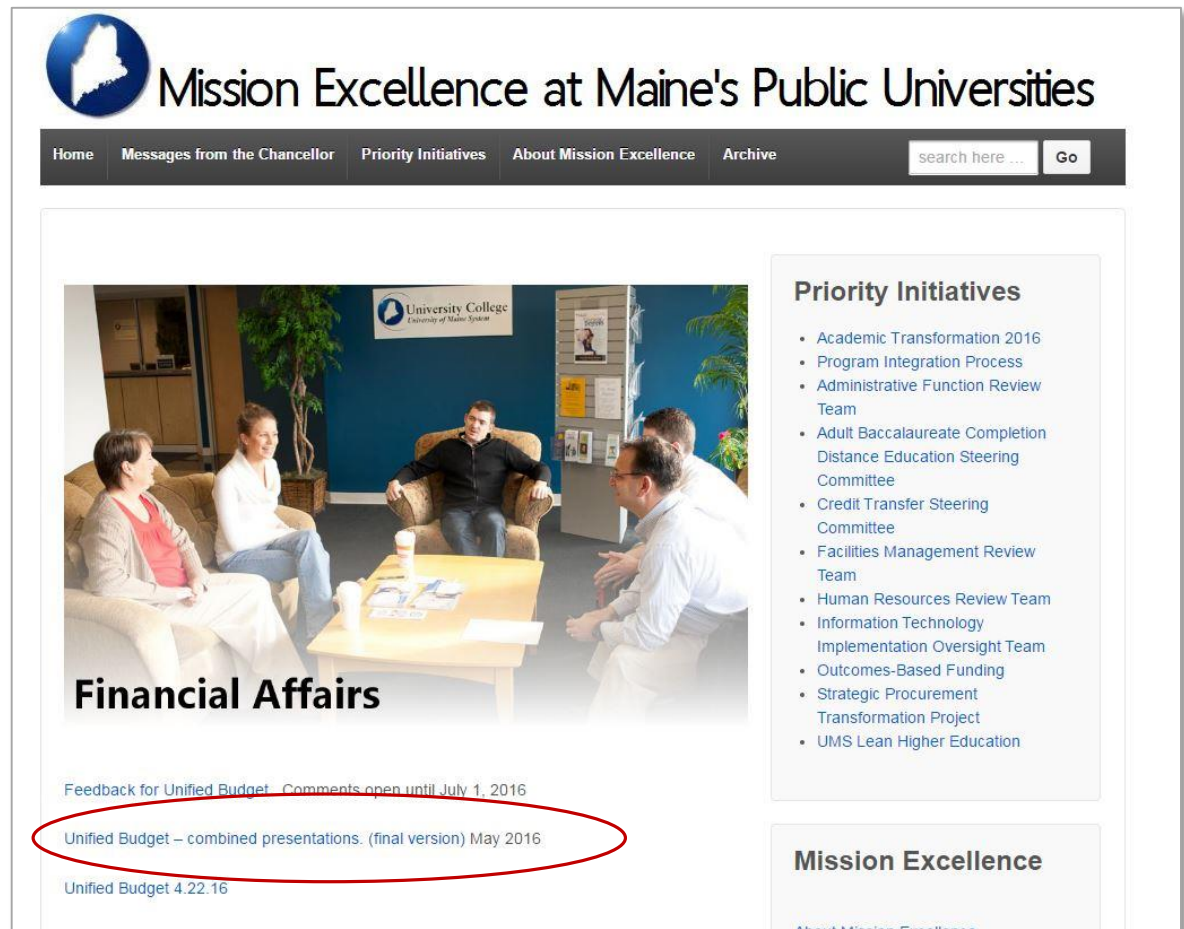 Mission Excellence at Maine's Public Universities
Home Messages from the Chancellor Priority Initiatives About Mission Excellence Archive search here ... Go
University College
University of Maine System
Financial Affairs
Feedback for Unified Budget Comments open until July 1, 2016
Unified Budget – combined presentations. (final version) May 2016
Unified Budget 4.22.16
Priority Initiatives
Academic Transformation 2016
Program Integration Process
Administrative Function Review
Team
Adult Baccalaureate Completion
Distance Education Steering
Committee
Credit Transfer Steering
Committee
Facilities Management Review
Team
Human Resources Review Team
Information Technology
Implementation Oversight Team
Outcomes-Based Funding
Strategic Procurement
Transformation Project
UMS Lean Higher Education
Mission Excellence
About Mission Excellence